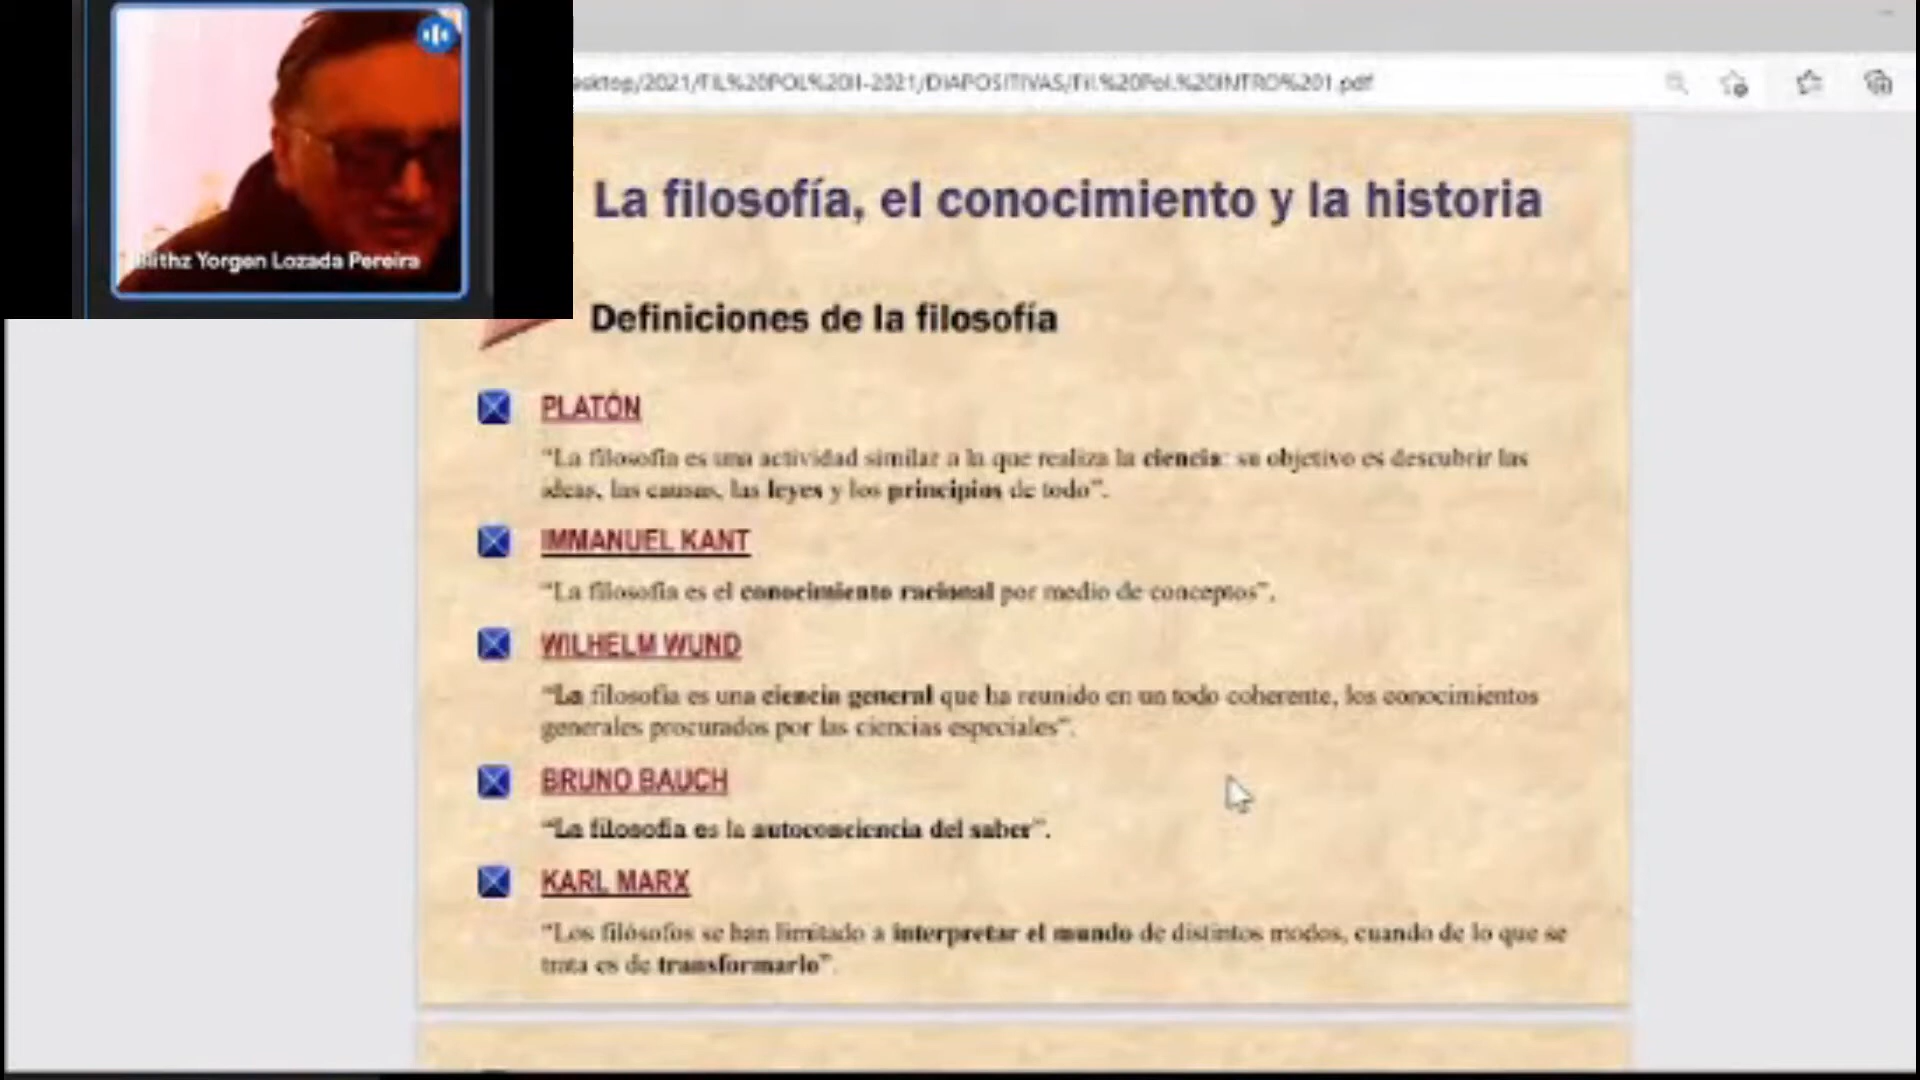 Blithz Yorgen Lozada Pereira
esktop/2021/FIL%20POL%20II-2021/DIAPOSITIVAS/Fil.%20Pol.%20INTRO%201.pdf
La filosofía, el conocimiento y la historia
Definiciones de la filosofía
PLATÓN
“La filosofía es una actividad similar a la que realiza la ciencia: su objetivo es descubrir las
ideas, las causas, las leyes y los principios de todo”.
IMMANUEL KANT
“La filosofía es el conocimiento racional por medio de conceptos”.
WILHELM WUND
“La filosofía es una ciencia general que ha reunido en un todo coherente, los conocimientos
generales procurados por las ciencias especiales”.
BRUNO BAUCH
“La filosofía es la autoconciencia del saber”.
KARL MARX
“Los filósofos se han limitado a interpretar el mundo de distintos modos, cuando de lo que se
trata es de transformarlo”.